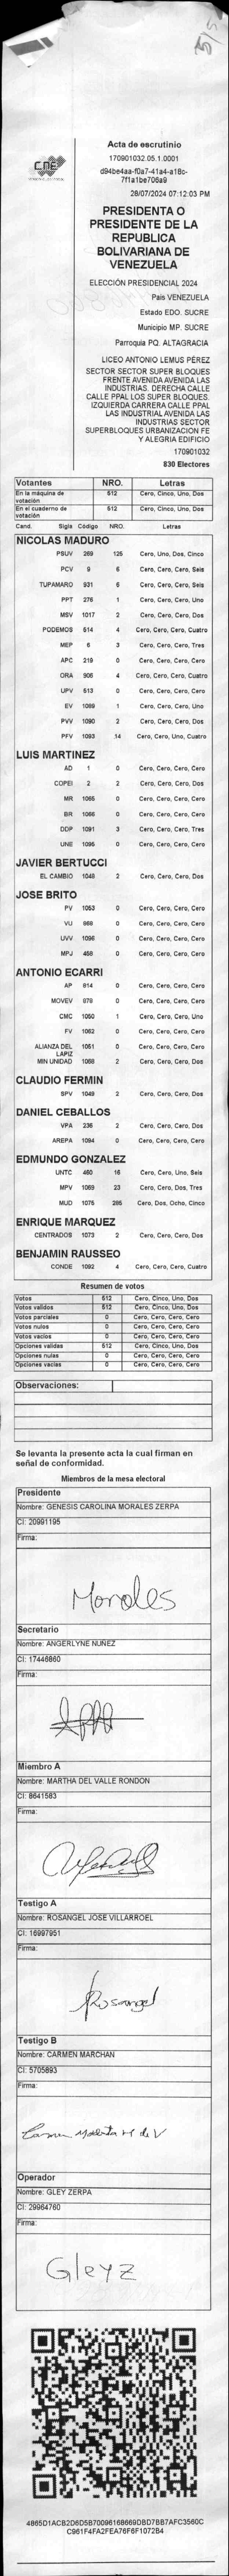 3/5
CNE
Acta de escrutinio
170901032.05.1.0001
d94be4aa-f0a7-41a4-a18c-
7f1a1be706a9
28/07/2024 07:12:03 PM
PRESIDENTA O
PRESIDENTE DE LA
REPUBLICA
BOLIVARIANA DE
VENEZUELA
ELECCIÓN PRESIDENCIAL 2024
Pais VENEZUELA
Estado EDO. SUCRE
Municipio MP. SUCRE
Parroquia PQ. ALTAGRACIA
LICEO ANTONIO LEMUS PÉREZ
SECTOR SECTOR SUPER BLOQUES
FRENTE AVENIDA AVENIDA LAS
INDUSTRIAS. DERECHA CALLE
CALLE PPAL LOS SUPER BLOQUES.
IZQUIERDA CARRERA CALLE PPAL
LAS INDUSTRIAL AVENIDA LAS
INDUSTRIAS SECTOR
SUPERBLOQUES URBANIZACION FE
Y ALEGRIA EDIFICIO
170901032
830 Electores
Votantes NRO. Letras
En la máquina de votación 512 Cero, Cinco, Uno, Dos
En el cuaderno de votación 512 Cero, Cinco, Uno, Dos
Cand. Sigla Código NRO. Letras
NICOLAS MADURO
PSUV 269 125 Cero, Uno, Dos, Cinco
PCV 9 6 Cero, Cero, Cero, Seis
TUPAMARO 931 6 Cero, Cero, Cero, Seis
PPT 276 1 Cero, Cero, Cero, Uno
MSV 1017 2 Cero, Cero, Cero, Dos
PODEMOS 514 4 Cero, Cero, Cero, Cuatro
MEP 6 3 Cero, Cero, Cero, Tres
APC 219 0 Cero, Cero, Cero, Cero
ORA 908 4 Cero, Cero, Cero, Cuatro
UPV 513 0 Cero, Cero, Cero, Cero
EV 1089 1 Cero, Cero, Cero, Uno
PVV 1090 2 Cero, Cero, Cero, Dos
PFV 1093 14 Cero, Cero, Uno, Cuatro
LUIS MARTINEZ
AD 1 0 Cero, Cero, Cero, Cero
COPEI 2 2 Cero, Cero, Cero, Dos
MR 1065 0 Cero, Cero, Cero, Cero
BR 1066 0 Cero, Cero, Cero, Cero
DDP 1091 3 Cero, Cero, Cero, Tres
UNE 1095 0 Cero, Cero, Cero, Cero
JAVIER BERTUCCI
EL CAMBIO 1048 2 Cero, Cero, Cero, Dos
JOSE BRITO
PV 1053 0 Cero, Cero, Cero, Cero
VU 868 0 Cero, Cero, Cero, Cero
UVV 1096 0 Cero, Cero, Cero, Cero
MPJ 458 0 Cero, Cero, Cero, Cero
ANTONIO ECARRI
AP 814 0 Cero, Cero, Cero, Cero
MOVEV 978 0 Cero, Cero, Cero, Cero
CMC 1050 1 Cero, Cero, Cero, Uno
FV 1062 0 Cero, Cero, Cero, Cero
ALIANZA DEL LAPIZ 1051 0 Cero, Cero, Cero, Cero
MIN UNIDAD 1068 2 Cero, Cero, Cero, Dos
CLAUDIO FERMIN
SPV 1049 2 Cero, Cero, Cero, Dos
DANIEL CEBALLOS
VPA 236 2 Cero, Cero, Cero, Dos
AREPA 1094 0 Cero, Cero, Cero, Cero
EDMUNDO GONZALEZ
UNTC 460 16 Cero, Cero, Uno, Seis
MPV 1069 23 Cero, Cero, Dos, Tres
MUD 1075 285 Cero, Dos, Ocho, Cinco
ENRIQUE MARQUEZ
CENTRADOS 1073 2 Cero, Cero, Cero, Dos
BENJAMIN RAUSSEO
CONDE 1092 4 Cero, Cero, Cero, Cuatro
Resumen de votos
Votos 512 Cero, Cinco, Uno, Dos
Votos validos 512 Cero, Cinco, Uno, Dos
Votos parciales 0 Cero, Cero, Cero, Cero
Votos nulos 0 Cero, Cero, Cero, Cero
Votos vacios 0 Cero, Cero, Cero, Cero
Opciones validas 512 Cero, Cinco, Uno, Dos
Opciones nulas 0 Cero, Cero, Cero, Cero
Opciones vacias 0 Cero, Cero, Cero, Cero
Observaciones:
Se levanta la presente acta la cual firman en
señal de conformidad.
Miembros de la mesa electoral
Presidente
Nombre: GENESIS CAROLINA MORALES ZERPA
CI: 20991195
Firma:
Morales
Secretario
Nombre: ANGERLYNE NUÑEZ
CI: 17446860
Firma:
Miembro A
Nombre: MARTHA DEL VALLE RONDON
CI: 8641583
Firma:
Testigo A
Nombre: ROSANGEL JOSE VILLARROEL
CI: 16997951
Firma:
Rosangel
Testigo B
Nombre: CARMEN MARCHAN
CI: 5705893
Firma:
Carmen M de V
Operador
Nombre: GLEY ZERPA
CI: 29984760
Firma:
Gleyz
4865D1ACB2D6D5B70096168669DBD7BB7AFC3560C
C961F4FA2FEA76F6F1072B4